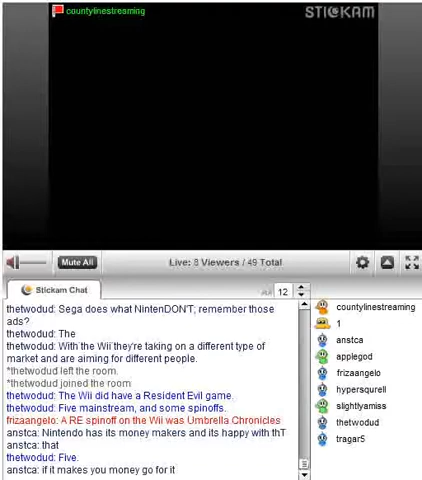 countylinestreaming
STICKAM
Mute All
Live: 8 Viewers / 49 Total
Stickam Chat
AA 12
thetwodud: Sega does what NintenDON'T, remember those
ads?
thetwodud: The
thetwodud: With the Wii they're taking on a different type of
market and are aiming for different people.
*thetwodud left the room.
*thetwodud joined the room
thetwodud: The Wii did have a Resident Evil game.
thetwodud: Five mainstream, and some spinoffs.
frizaangelo: A RE spinoff on the Wii was Umbrella Chronicles
anstca: Nintendo has its money makers and its happy with thT
anstca: that
thetwodud: Five.
anstca: if it makes you money go for it
countylinestreaming
1
anstca
applegod
frizaangelo
hypersqurell
slightlyamiss
thetwodud
tragar5